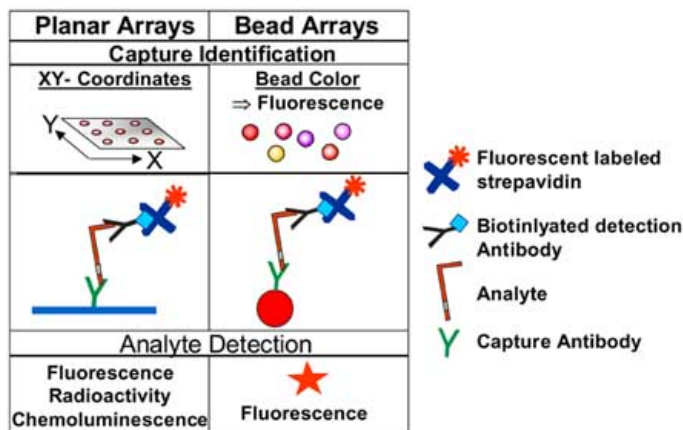 Planar Arrays
Bead Arrays
Capture Identification
XY- Coordinates
Bead Color
⇒ Fluorescence
Y
X
Analyte Detection
Fluorescence
Radioactivity
Chemoluminescence
Fluorescence
Fluorescent labeled
strepavidin
Biotinlyated detection
Antibody
Analyte
Capture Antibody